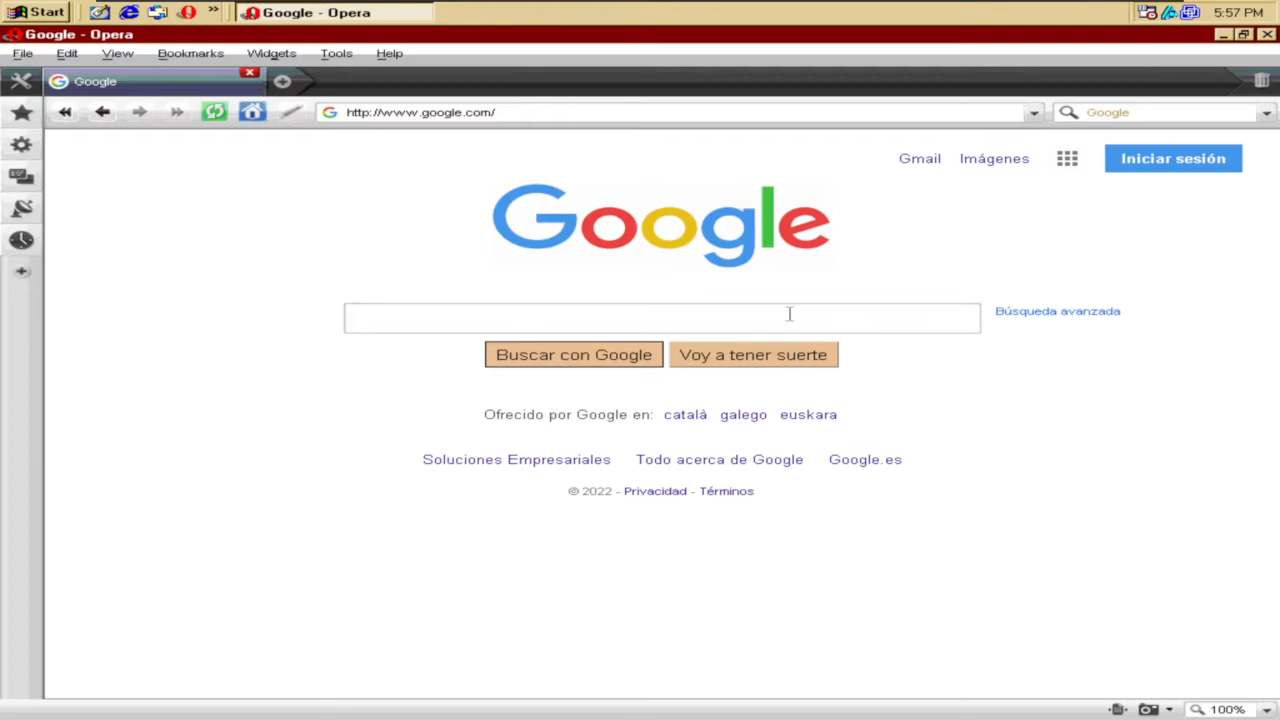 Start
Google - Opera
5:57 PM
Google - Opera
File Edit View Bookmarks Widgets Tools Help
Google
http://www.google.com/
Google
Gmail Imágenes Iniciar sesión
Google
Búsqueda avanzada
Buscar con Google Voy a tener suerte
Ofrecido por Google en: català galego euskara
Soluciones Empresariales Todo acerca de Google Google.es
© 2022 - Privacidad - Términos
100%